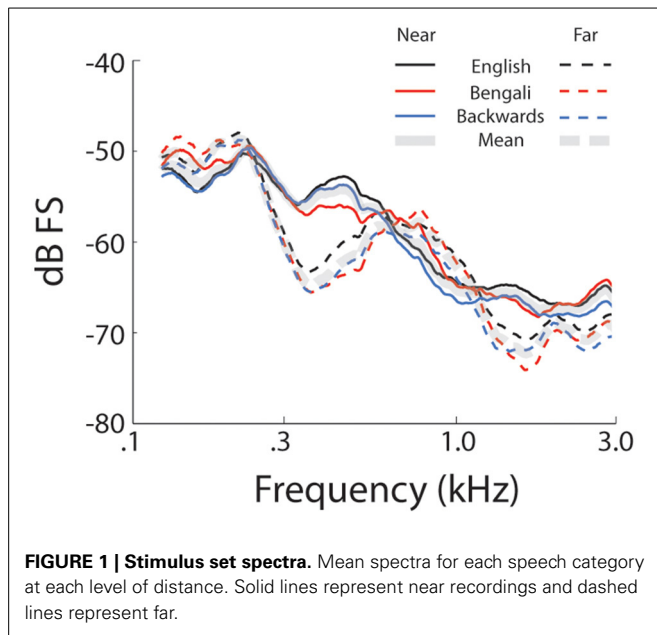 Near Far
English
Bengali
Backwards
Mean
-40
-50
-60
-70
-80
dB FS
.1 .3 1.0 3.0
Frequency (kHz)
FIGURE 1 | Stimulus set spectra. Mean spectra for each speech category
at each level of distance. Solid lines represent near recordings and dashed
lines represent far.